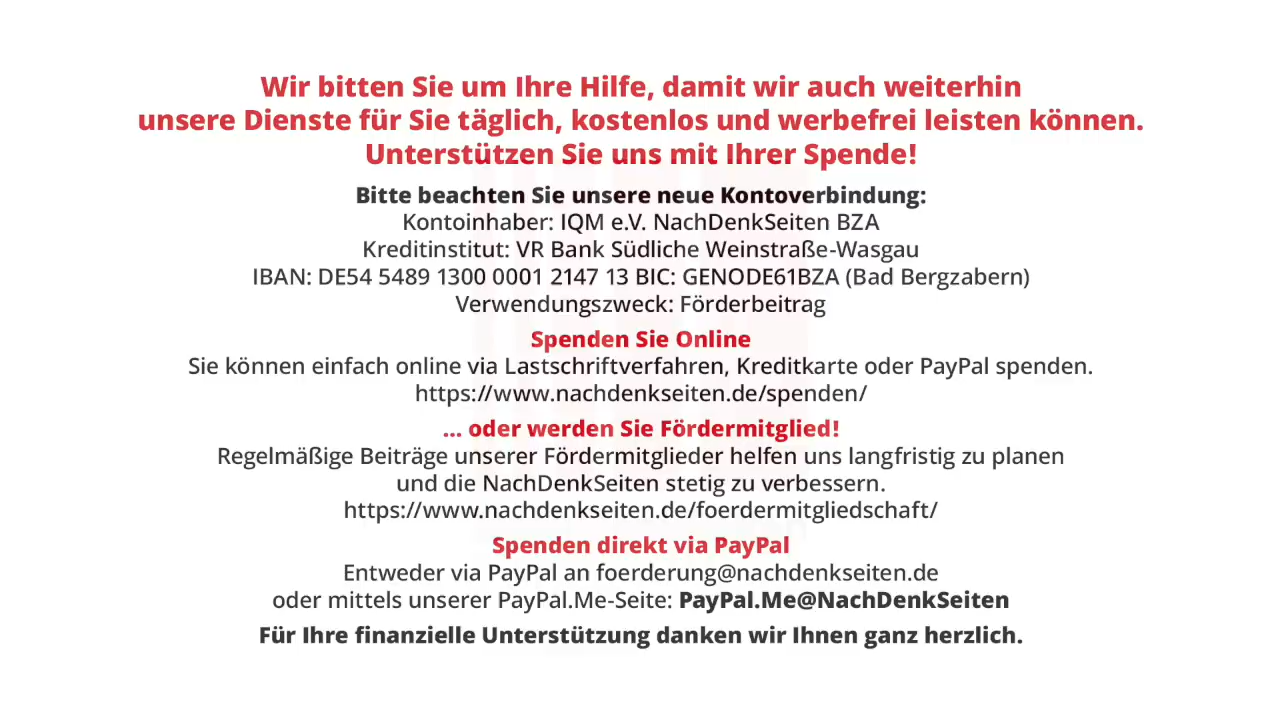 Wir bitten Sie um Ihre Hilfe, damit wir auch weiterhin
unsere Dienste für Sie täglich, kostenlos und werbefrei leisten können.
Unterstützen Sie uns mit Ihrer Spende!
Bitte beachten Sie unsere neue Kontoverbindung:
Kontoinhaber: IQM e.V. NachDenkSeiten BZA
Kreditinstitut: VR Bank Südliche Weinstraße-Wasgau
IBAN: DE54 5489 1300 0001 2147 13 BIC: GENODE61BZA (Bad Bergzabern)
Verwendungszweck: Förderbeitrag
Spenden Sie Online
Sie können einfach online via Lastschriftverfahren, Kreditkarte oder PayPal spenden.
https://www.nachdenkseiten.de/spenden/
... oder werden Sie Fördermitglied!
Regelmäßige Beiträge unserer Fördermitglieder helfen uns langfristig zu planen
und die NachDenkSeiten stetig zu verbessern.
https://www.nachdenkseiten.de/foerdermitgliedschaft/
Spenden direkt via PayPal
Entweder via PayPal an foerderung@nachdenkseiten.de
oder mittels unserer PayPal.Me-Seite: PayPal.Me@NachDenkSeiten
Für Ihre finanzielle Unterstützung danken wir Ihnen ganz herzlich.